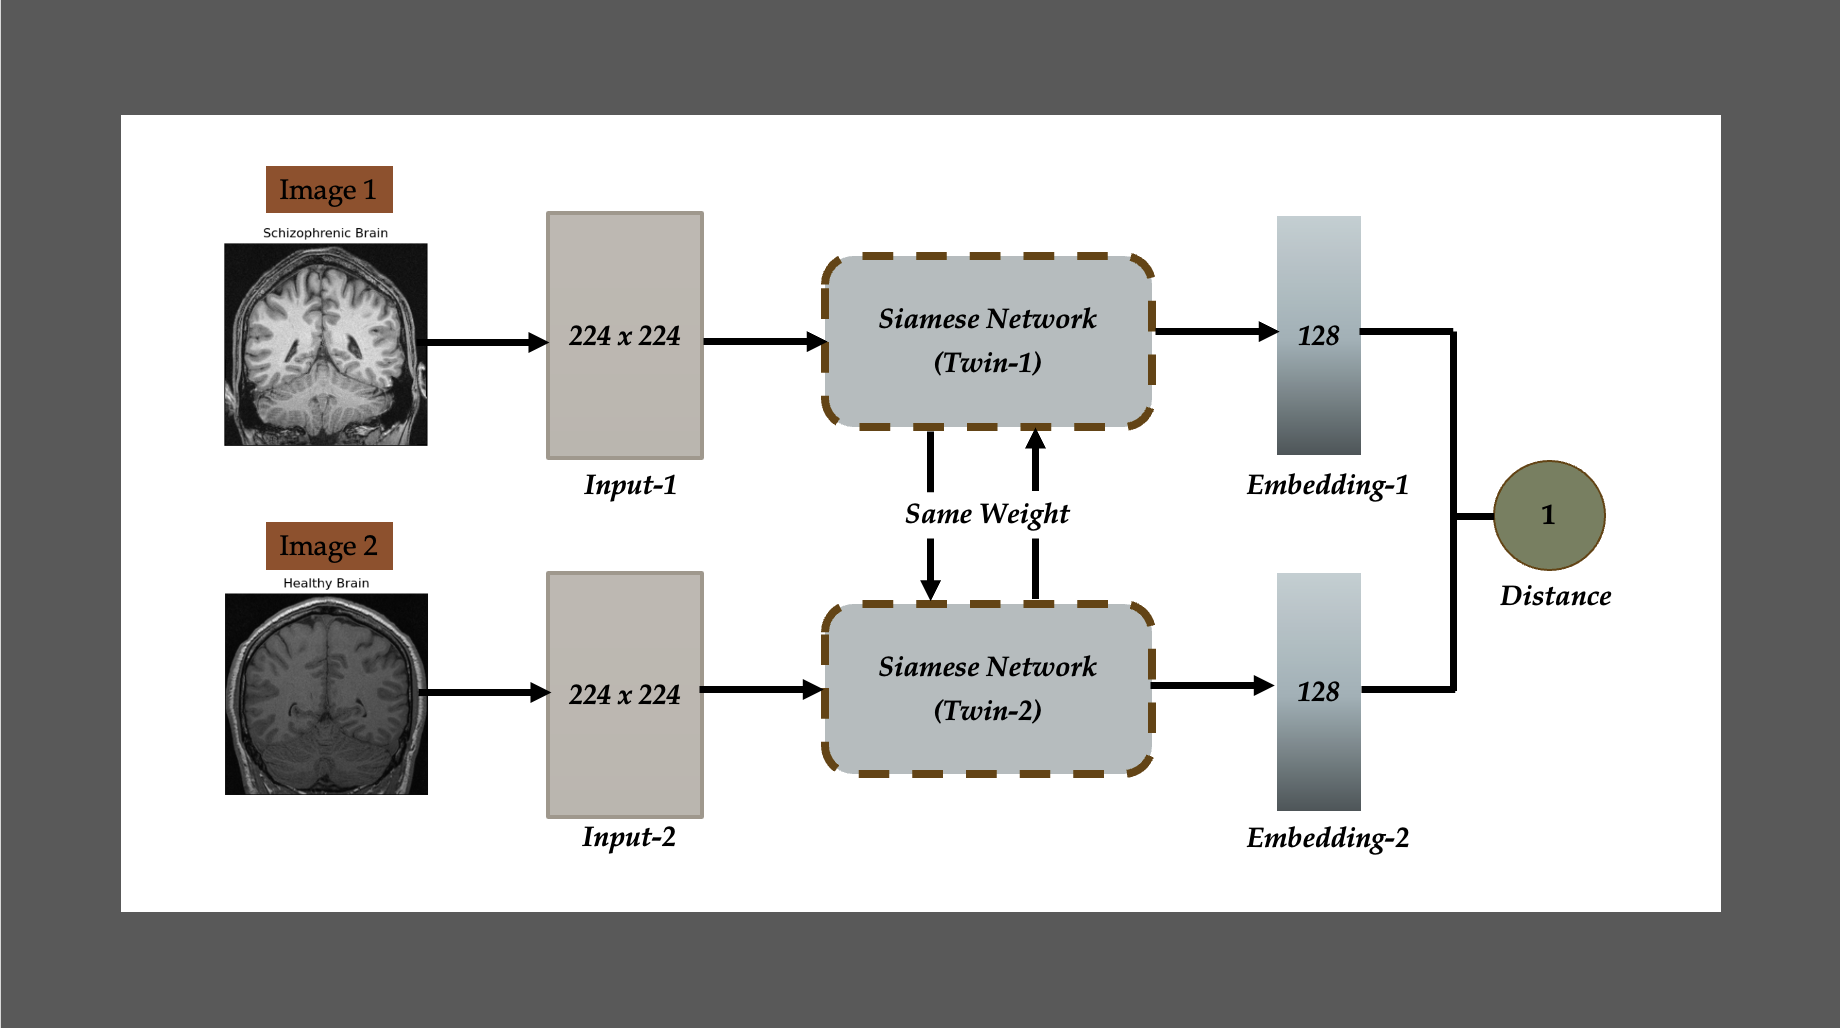 Image 1
Schizophrenic Brain
224 x 224
Input-1
Siamese Network
(Twin-1)
128
Embedding-1
Same Weight
1
Distance
Image 2
Healthy Brain
224 x 224
Input-2
Siamese Network
(Twin-2)
128
Embedding-2